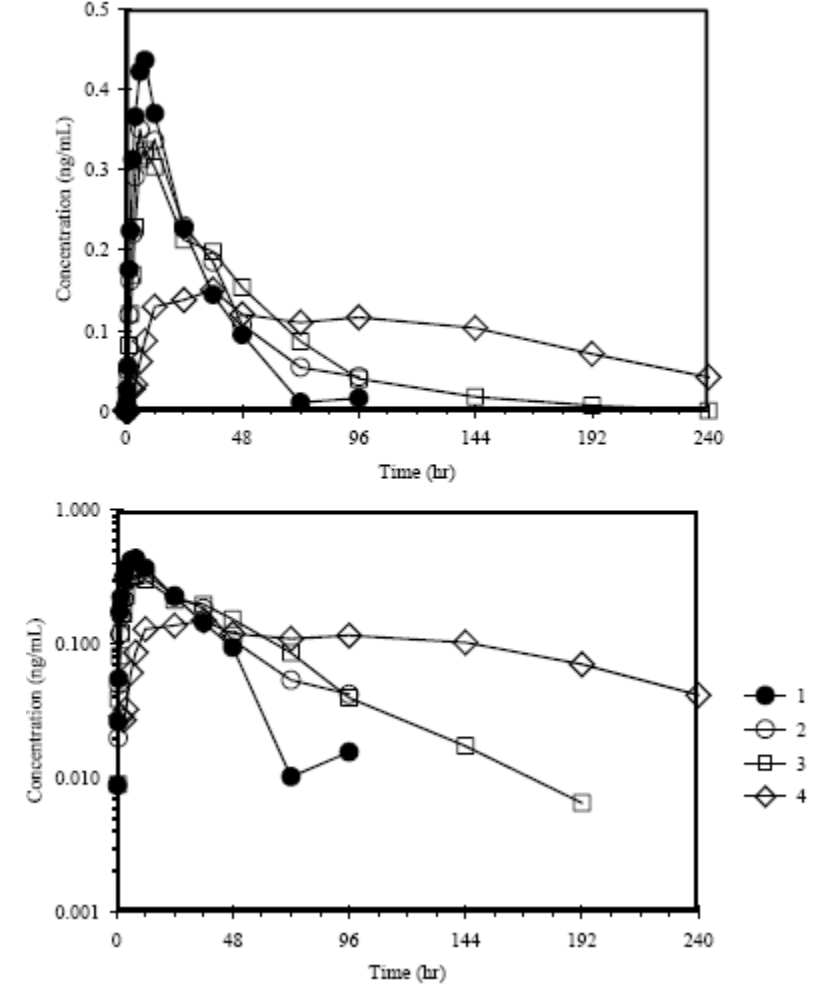 0.5
0.4
0.3
0.2
0.1
0
Concentration (ng/mL)
0 48 96 144 192 240
Time (hr)
1.000
0.100
0.010
0.001
Concentration (ng/mL)
0 48 96 144 192 240
Time (hr)
1
2
3
4